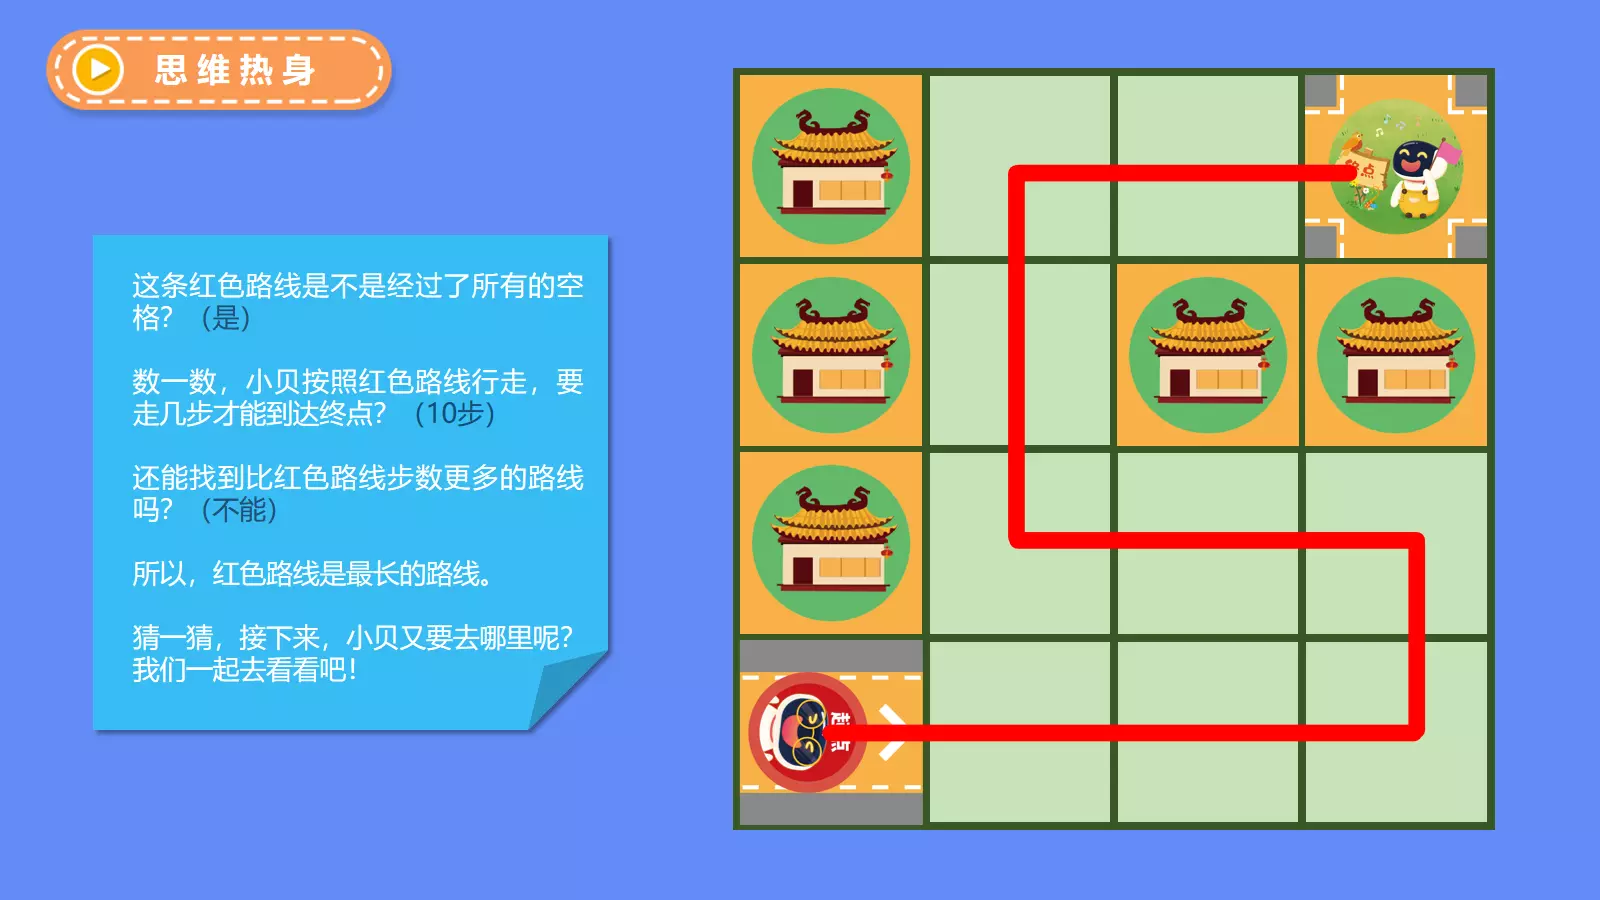 思维热身
这条红色路线是不是经过了所有的空
格？（是）
数一数，小贝按照红色路线行走，要
走几步才能到达终点？（10步）
还能找到比红色路线步数更多的路线
吗？（不能）
所以，红色路线是最长的路线。
猜一猜，接下来，小贝又要去哪里呢？
我们一起去看看吧！